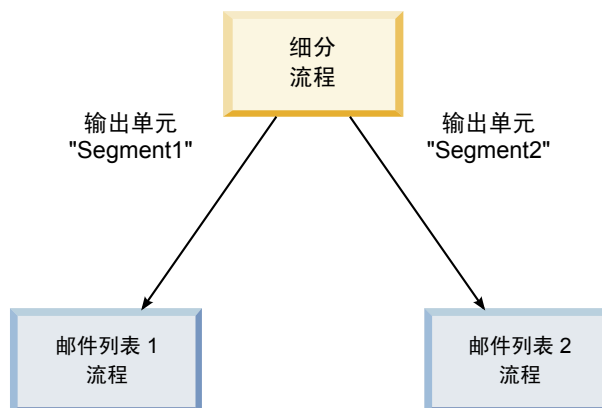 细分
流程
输出单元
"Segment1"
输出单元
"Segment2"
邮件列表 1
流程
邮件列表 2
流程